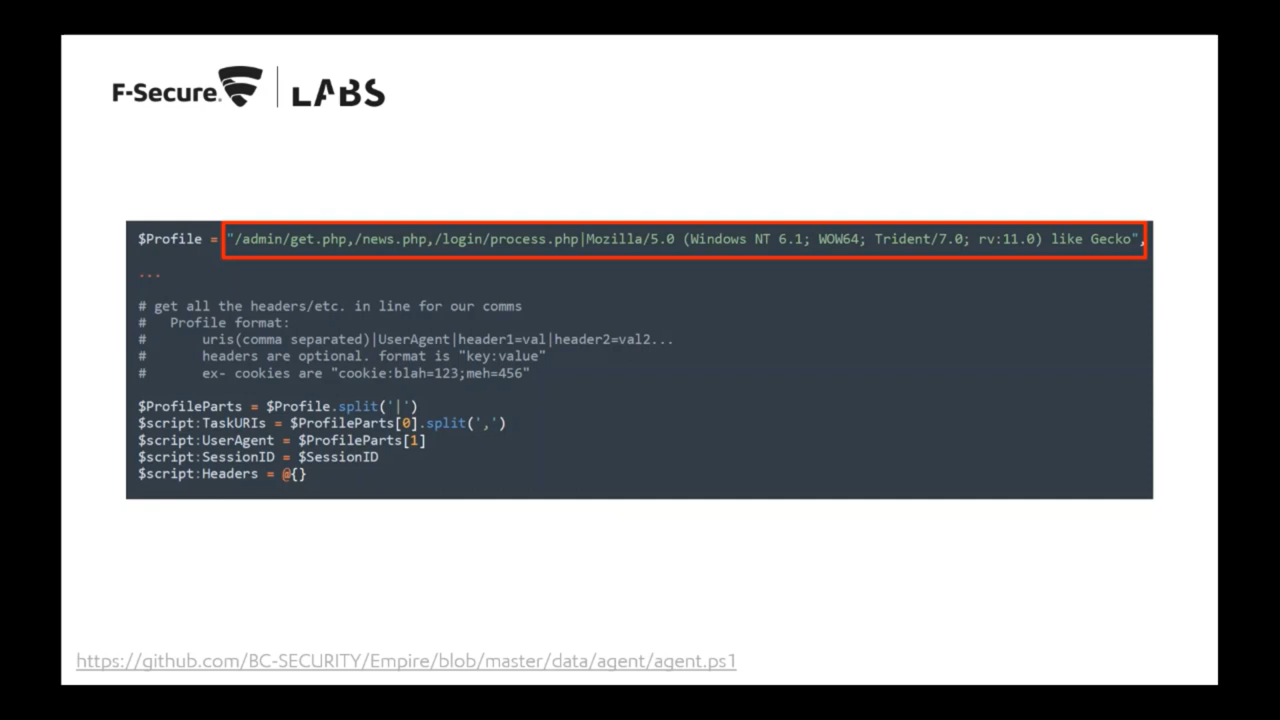 F-Secure. LABS
$Profile = "/admin/get.php,/news.php,/login/process.php|Mozilla/5.0 (Windows NT 6.1; WOW64; Trident/7.0; rv:11.0) like Gecko",
...
# get all the headers/etc. in line for our comms
#   Profile format:
#       uris(comma separated)|UserAgent|header1=val|header2=val2...
#       headers are optional. format is "key:value"
#       ex- cookies are "cookie:blah=123;meh=456"
$ProfileParts = $Profile.split('|')
$script:TaskURIs = $ProfileParts[0].split(',')
$script:UserAgent = $ProfileParts[1]
$script:SessionID = $SessionID
$script:Headers = @{}
https://github.com/BC-SECURITY/Empire/blob/master/data/agent/agent.ps1